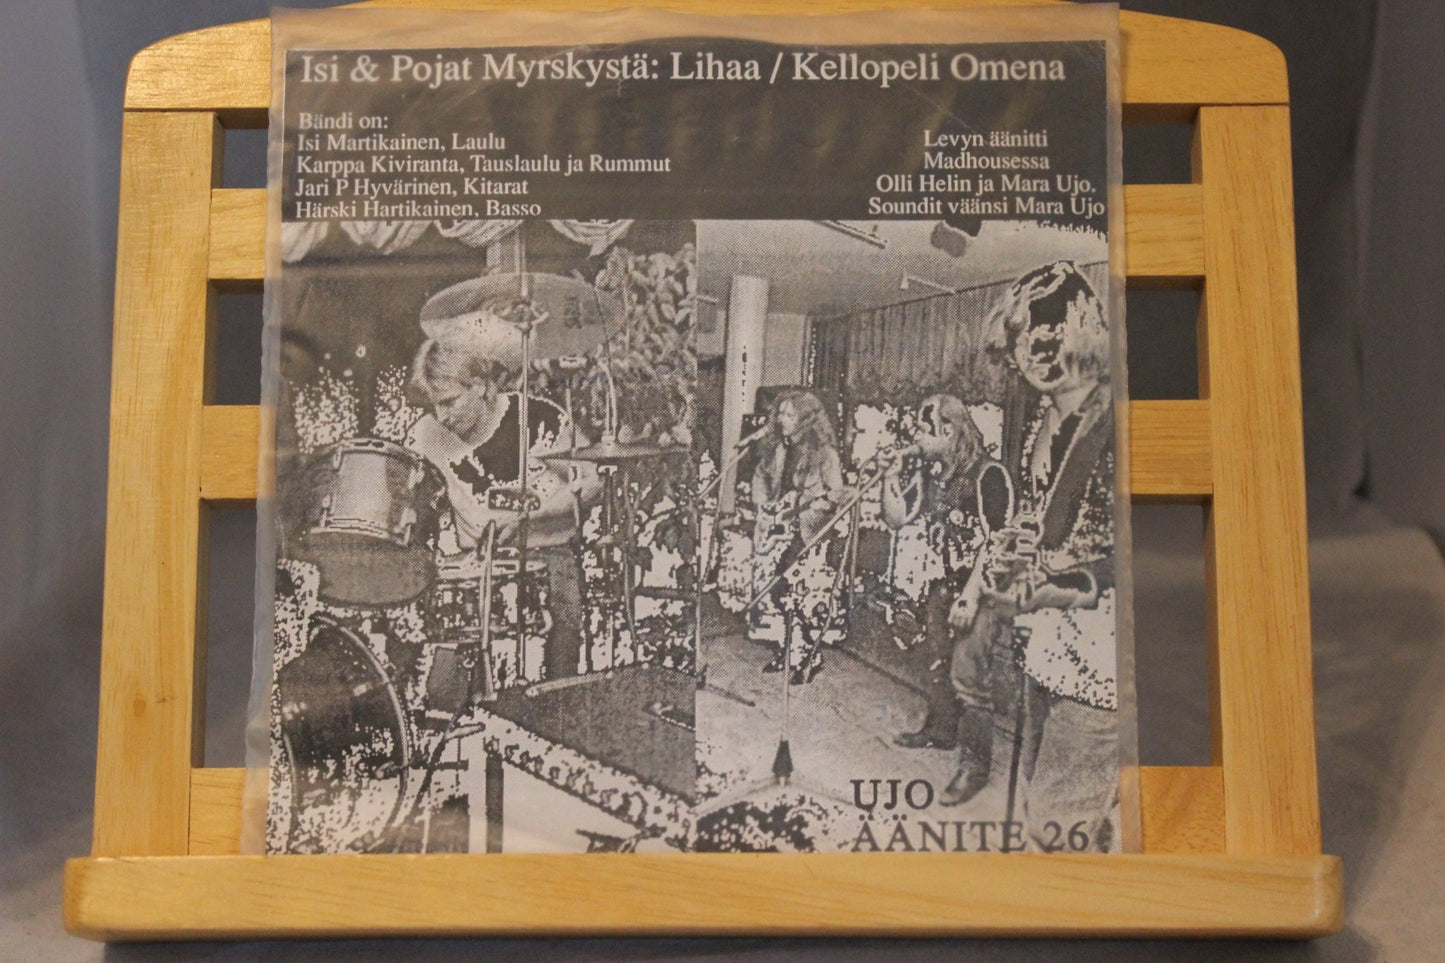 Isi & Pojat Myrskystä: Lihaa / Kellopeli Omena
Bändi on:
Isi Martikainen, Laulu
Karppa Kiviranta, Tauslaulu ja Rummut
Jari P Hyvärinen, Kitarat
Härski Hartikainen, Basso
Levyn äänitti
Madhousessa
Olli Helin ja Mara Ujo.
Soundit väänsi Mara Ujo
UJO
ÄÄNITE 26